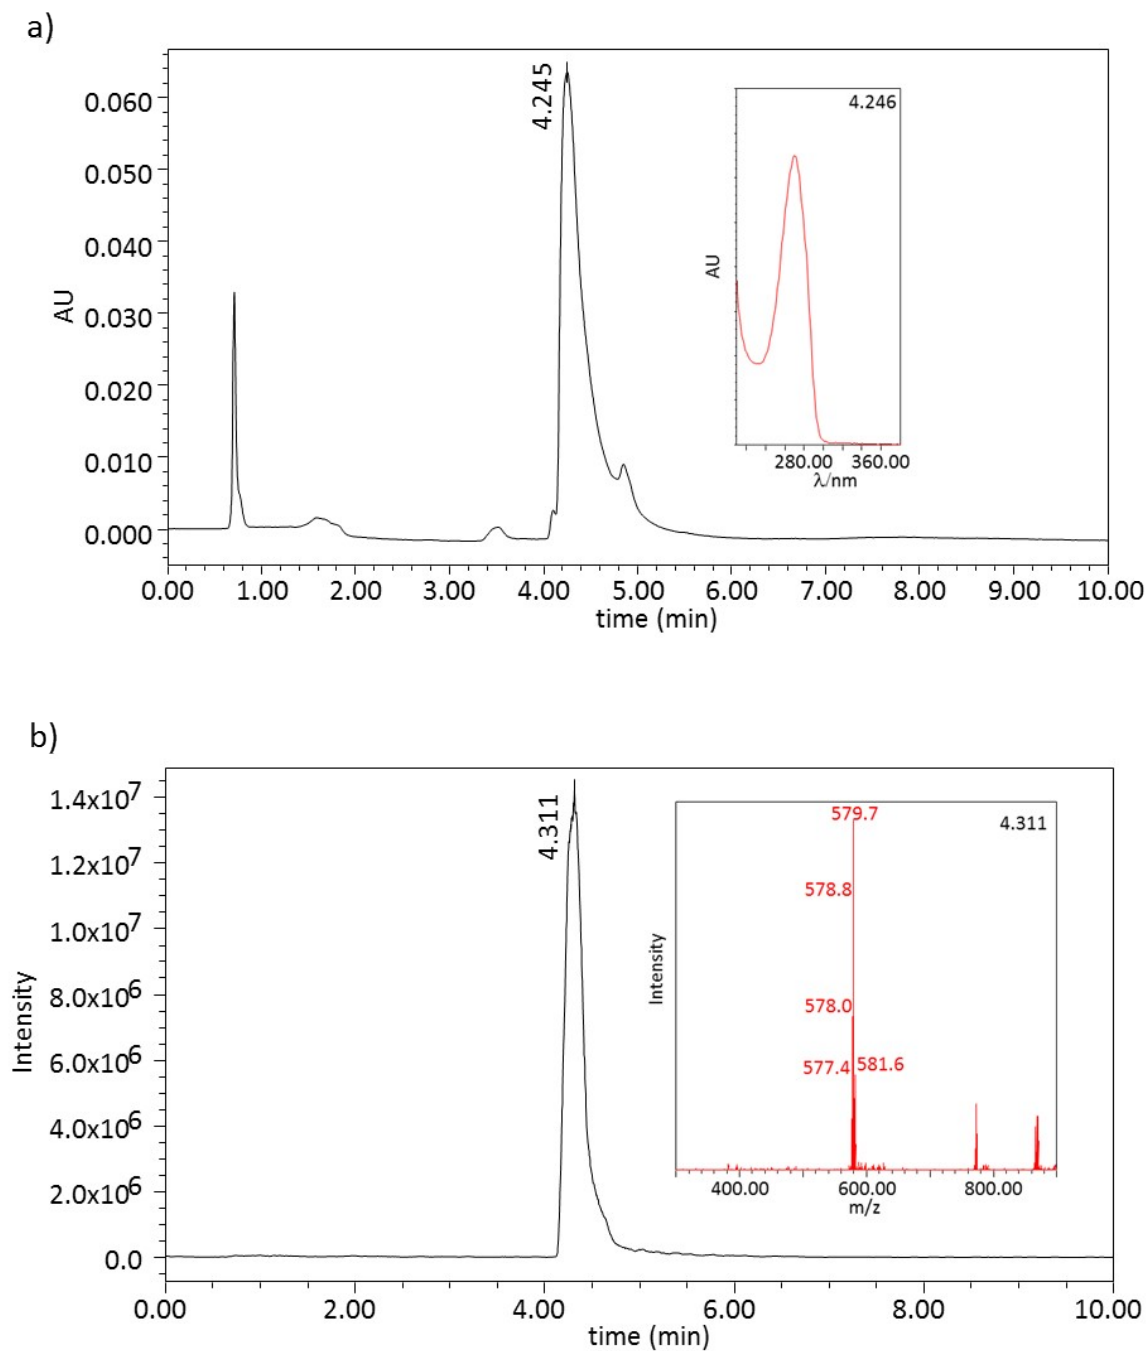 a)
4.245
4.246
0.060
0.050
0.040
0.030
0.020
0.010
0.000
AU
AU
280.00 360.00
λ/nm
0.00 1.00 2.00 3.00 4.00 5.00 6.00 7.00 8.00 9.00 10.00
time (min)
b)
4.311
4.311
579.7
578.8
578.0
577.4 581.6
1.4x10⁷
1.2x10⁷
1.0x10⁷
8.0x10⁶
6.0x10⁶
4.0x10⁶
2.0x10⁶
0.0
Intensity
Intensity
400.00 600.00 800.00
m/z
0.00 2.00 4.00 6.00 8.00 10.00
time (min)